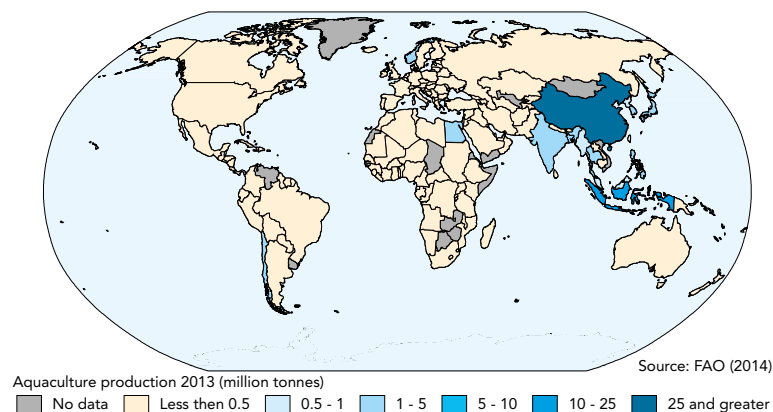 Source: FAO (2014)
Aquaculture production 2013 (million tonnes)
No data Less then 0.5 0.5 - 1 1 - 5 5 - 10 10 - 25 25 and greater